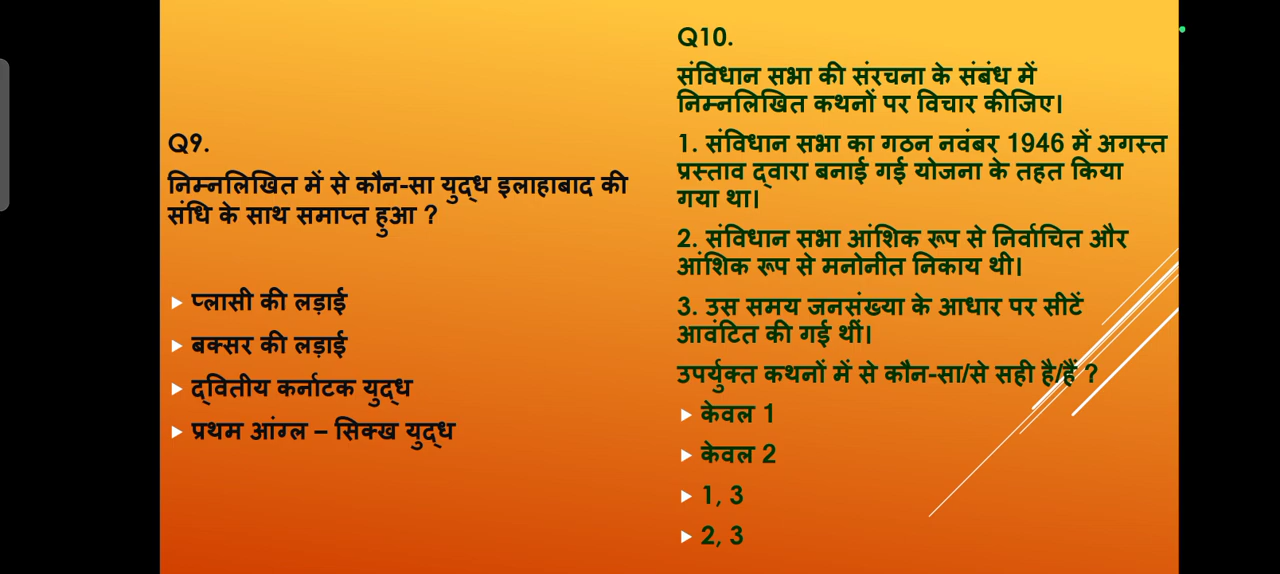 Q9.
निम्नलिखित में से कौन-सा युद्ध इलाहाबाद की
संधि के साथ समाप्त हुआ ?
प्लासी की लड़ाई
बक्सर की लड़ाई
द्वितीय कर्नाटक युद्ध
प्रथम आंग्ल – सिक्ख युद्ध
Q10.
संविधान सभा की संरचना के संबंध में
निम्नलिखित कथनों पर विचार कीजिए।
1. संविधान सभा का गठन नवंबर 1946 में अगस्त
प्रस्ताव द्वारा बनाई गई योजना के तहत किया
गया था।
2. संविधान सभा आंशिक रूप से निर्वाचित और
आंशिक रूप से मनोनीत निकाय थी।
3. उस समय जनसंख्या के आधार पर सीटें
आवंटित की गई थीं।
उपर्युक्त कथनों में से कौन-सा/से सही है/हैं ?
केवल 1
केवल 2
1, 3
2, 3